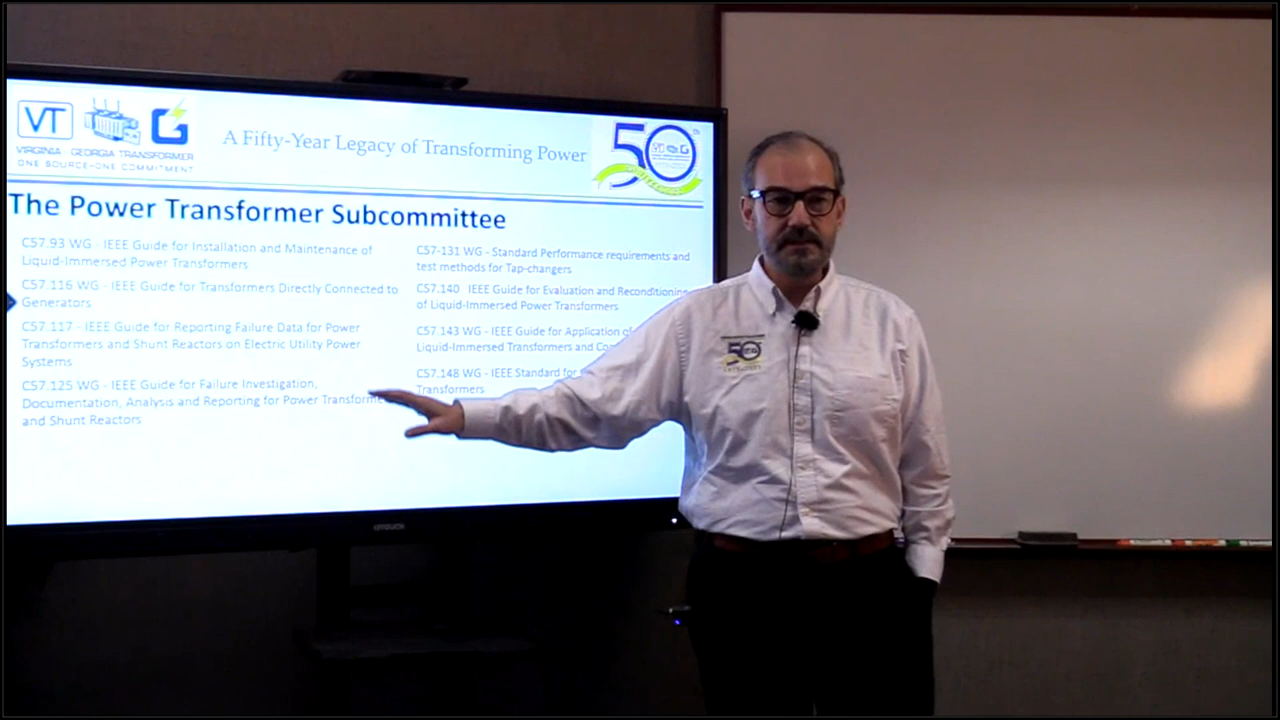 VT
G
VIRGINIA - GEORGIA TRANSFORMER
ONE SOURCE-ONE COMMITMENT
A Fifty-Year Legacy of Transforming Power
50
th
VT
G
The Power Transformer Subcommittee
C57.93 WG - IEEE Guide for Installation and Maintenance of
Liquid-Immersed Power Transformers
C57.116 WG - IEEE Guide for Transformers Directly Connected to
Generators
C57.117 - IEEE Guide for Reporting Failure Data for Power
Transformers and Shunt Reactors on Electric Utility Power
Systems
C57.125 WG - IEEE Guide for Failure Investigation,
Documentation, Analysis and Reporting for Power Transforme
and Shunt Reactors
C57-131 WG - Standard Performance requirements and
test methods for Tap-changers
C57.140 IEEE Guide for Evaluation and Reconditioning
of Liquid-Immersed Power Transformers
C57.143 WG - IEEE Guide for Application of
Liquid-Immersed Transformers and
C57.148 WG - IEEE Standard for
Transformers
50